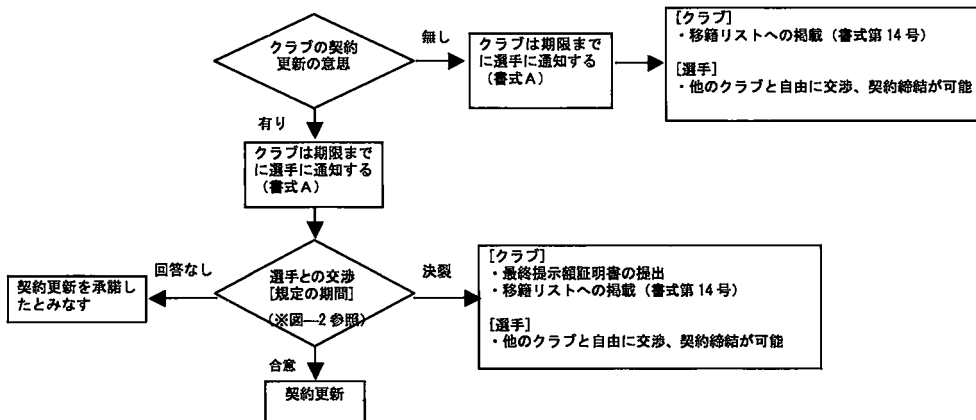 クラブの契約
更新の意思
無し
クラブは期限まで
に選手に通知する
（書式Ａ）
[クラブ]
・移籍リストへの掲載（書式第14号）
[選手]
・他のクラブと自由に交渉、契約締結が可能
有り
クラブは期限まで
に選手に通知する
（書式Ａ）
回答なし
契約更新を承諾し
たとみなす
選手との交渉
[規定の期間]
（※図―2参照）
決裂
[クラブ]
・最終提示額証明書の提出
・移籍リストへの掲載（書式第14号）
[選手]
・他のクラブと自由に交渉、契約締結が可能
合意
契約更新